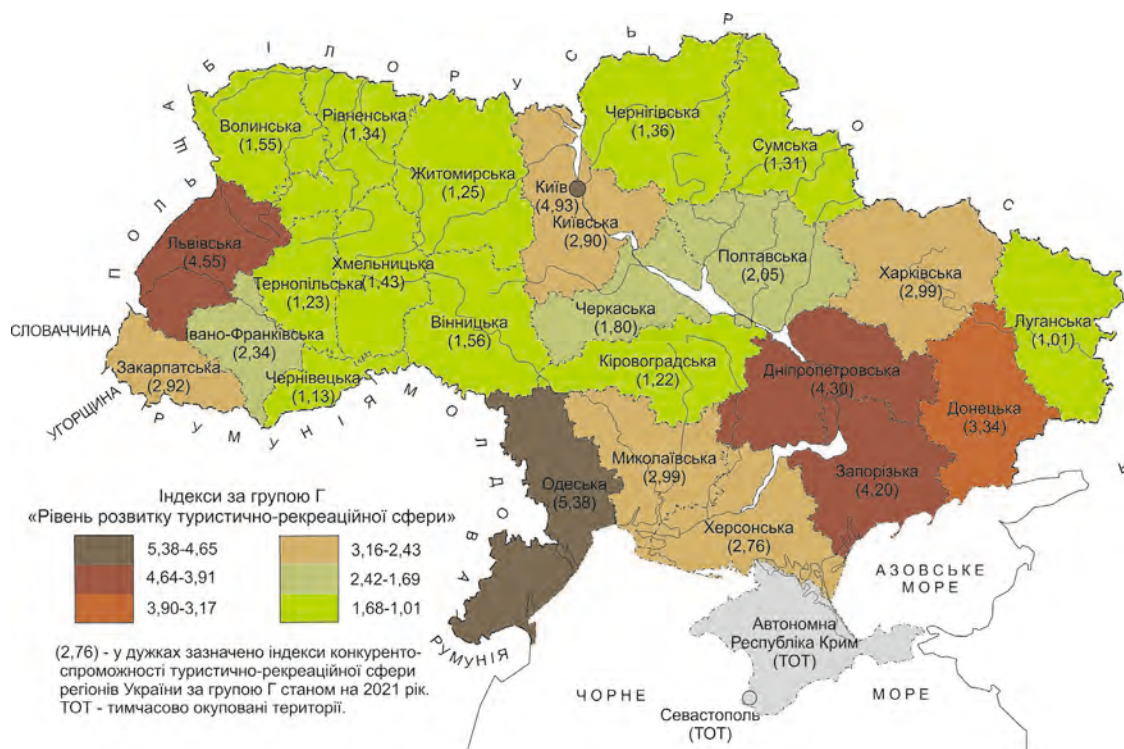 БІЛОРУСЬ
ПОЛЬЩА
РОСІЯ
Волинська
(1,55)
Рівненська
(1,34)
Житомирська
(1,25)
Чернігівська
(1,36)
Сумська
(1,31)
Київ
(4,93)
Київська
(2,90)
Львівська
(4,55)
Тернопільська
(1,23)
Хмельницька
(1,43)
Полтавська
(2,05)
Харківська
(2,99)
Луганська
(1,01)
Черкаська
(1,80)
Вінницька
(1,56)
Івано-Франківська
(2,34)
СЛОВАЧЧИНА
Закарпатська
(2,92)
Чернівецька
(1,13)
УГОРЩИНА
РУМУНІЯ
МОЛДОВА
Кіровоградська
(1,22)
Дніпропетровська
(4,30)
Донецька
(3,34)
Миколаївська
(2,99)
Запорізька
(4,20)
Одеська
(5,38)
Херсонська
(2,76)
АЗОВСЬКЕ
МОРЕ
Автономна
Республіка Крим
(ТОТ)
РУМУНІЯ
ЧОРНЕ МОРЕ
Севастополь
(ТОТ)
Індекси за групою Г
«Рівень розвитку туристично-рекреаційної сфери»
5,38-4,65
4,64-3,91
3,90-3,17
3,16-2,43
2,42-1,69
1,68-1,01
(2,76) - у дужках зазначено індекси конкуренто-
спроможності туристично-рекреаційної сфери
регіонів України за групою Г станом на 2021 рік.
ТОТ - тимчасово окуповані території.